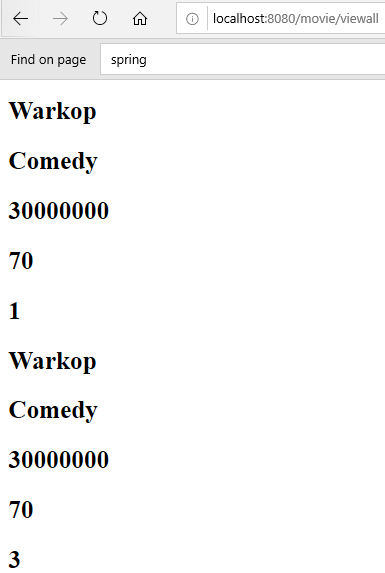 localhost:8080/movie/viewall
Find on page spring
Warkop
Comedy
30000000
70
1
Warkop
Comedy
30000000
70
3